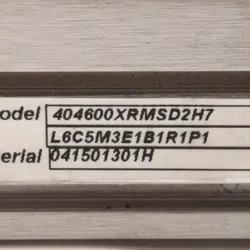 odel 404600XRMSD2H7
L6C5M3E1B1R1P1
erial 041501301H